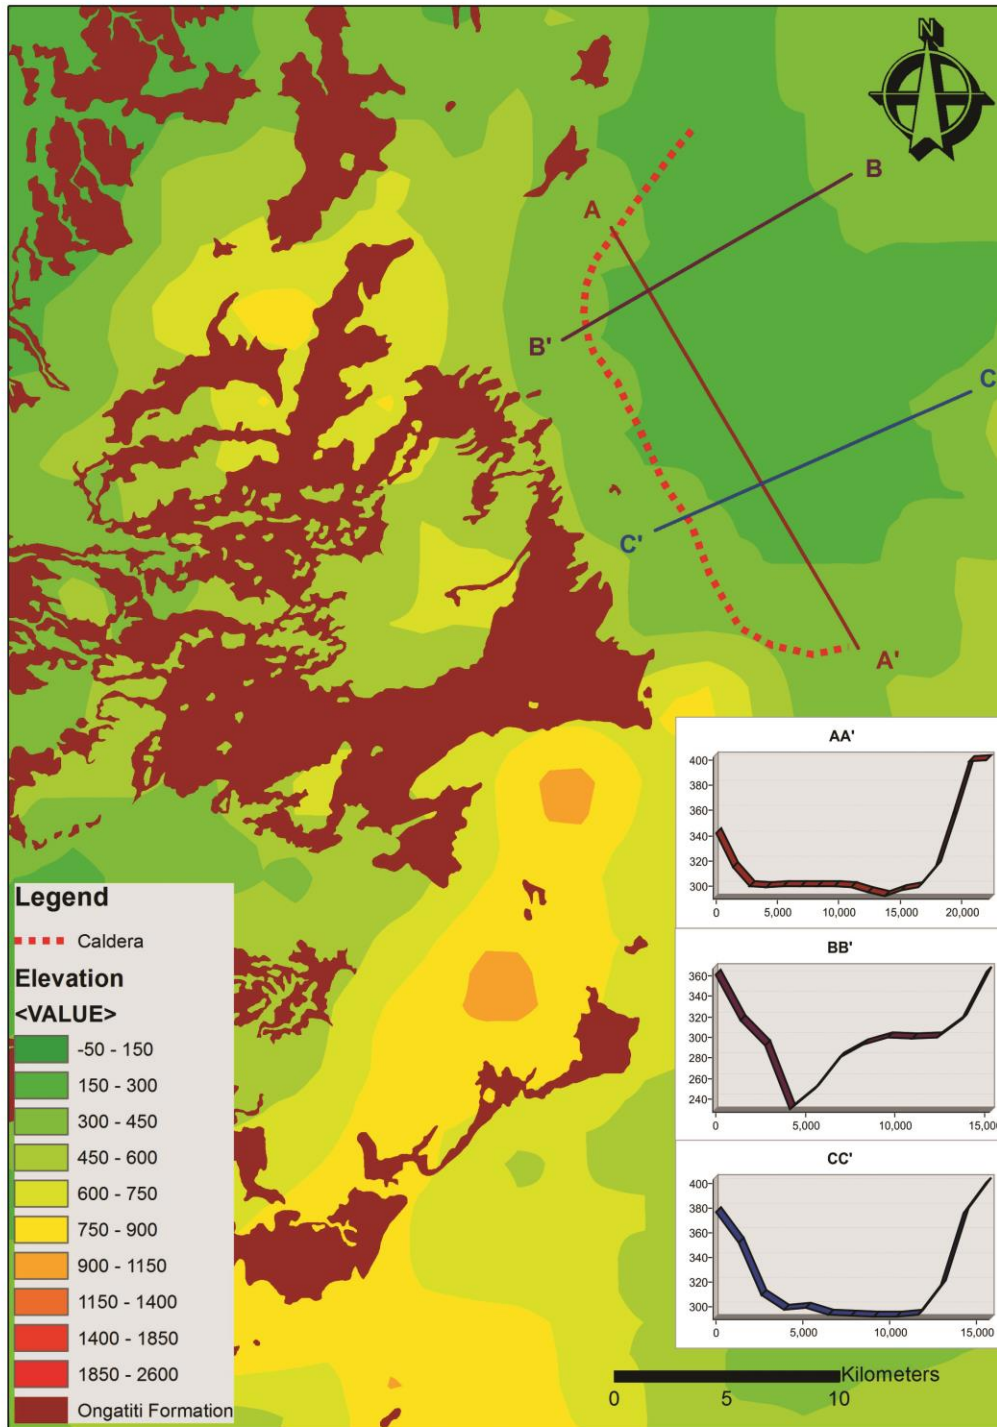 N
B
A
B'
C
C'
A'
AA'
400
380
360
340
320
300
0 5,000 10,000 15,000 20,000
BB'
360
340
320
300
280
260
240
0 5,000 10,000 15,000
CC'
400
380
360
340
320
300
0 5,000 10,000 15,000
Legend
Caldera
Elevation
<VALUE>
-50 - 150
150 - 300
300 - 450
450 - 600
600 - 750
750 - 900
900 - 1150
1150 - 1400
1400 - 1850
1850 - 2600
Ongatiti Formation
Kilometers
0 5 10